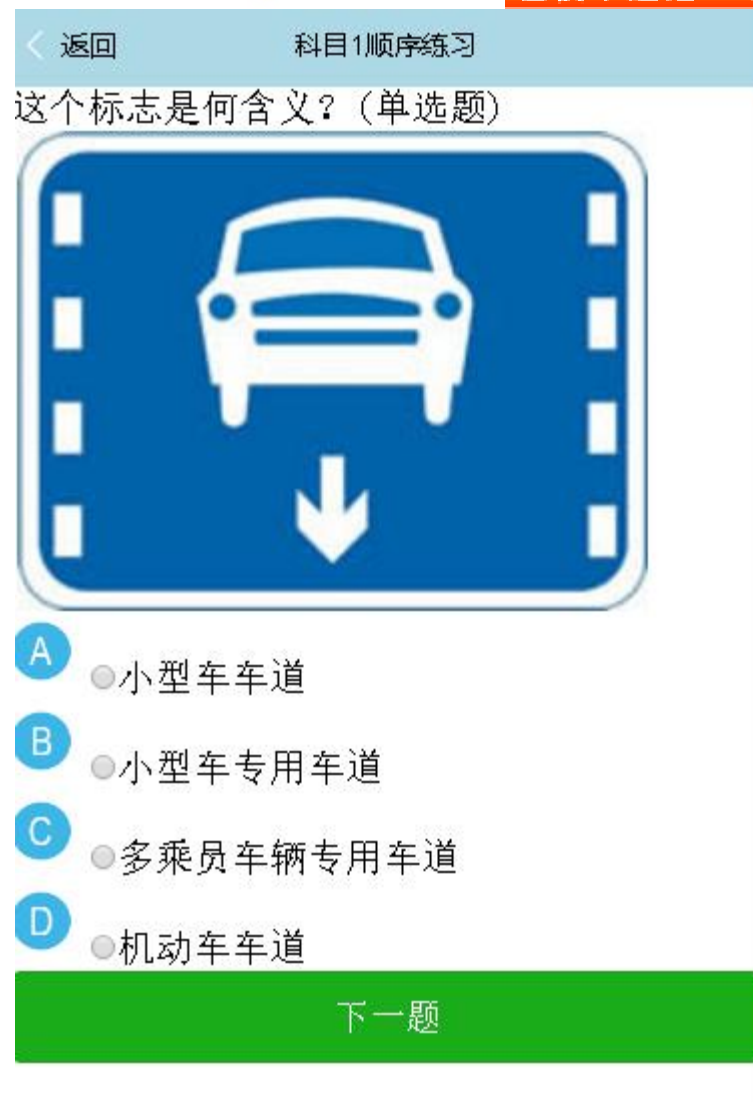 返回
科目1顺序练习
这个标志是何含义？(单选题)
A
小型车车道
B
小型车专用车道
C
多乘员车辆专用车道
D
机动车车道
下一题